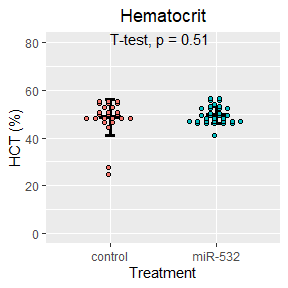 Hematocrit
T-test, p = 0.51
HCT (%)
80
60
40
20
0
control miR-532
Treatment